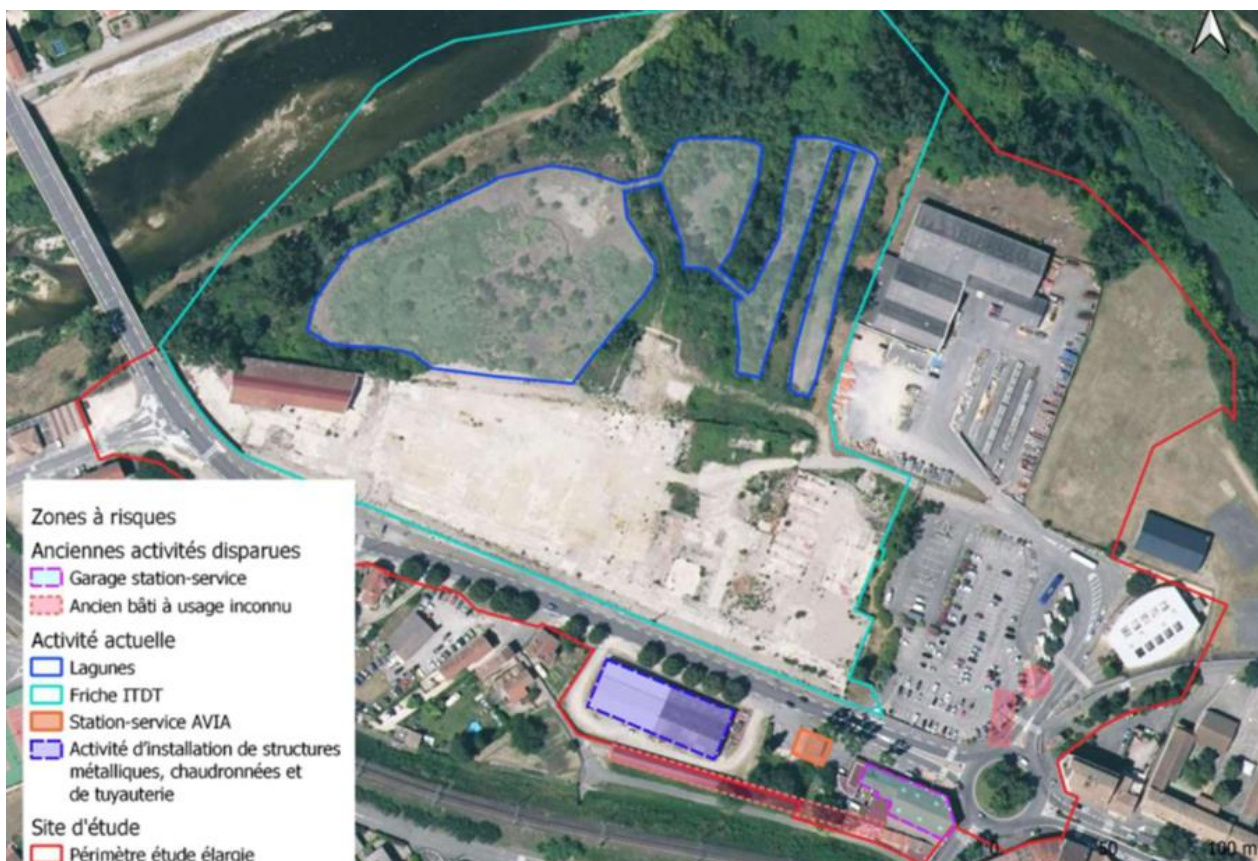 Zones à risques
Anciennes activités disparues
Garage station-service
Ancien bâti à usage inconnu
Activité actuelle
Lagunes
Friche ITDT
Station-service AVIA
Activité d'installation de structures
métalliques, chaudronnées et
de tuyauterie
Site d'étude
Périmètre étude élargie
0 50 100 m